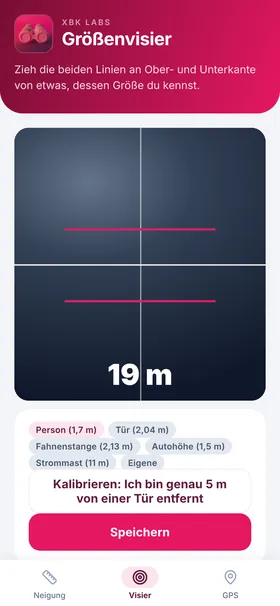 XBK LABS
Größenvisier
Zieh die beiden Linien an Ober- und Unterkante
von etwas, dessen Größe du kennst.
19 m
Person (1,7 m) Tür (2,04 m)
Fahnenstange (2,13 m) Autohöhe (1,5 m)
Strommast (11 m) Eigene
Kalibrieren: Ich bin genau 5 m
von einer Tür entfernt
Speichern
Neigung Visier GPS